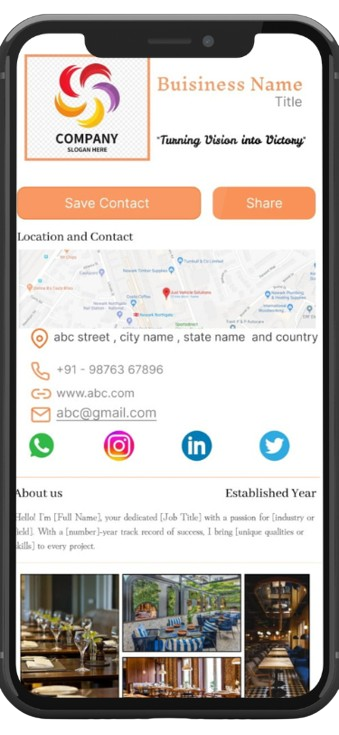 Buisiness Name
Title
COMPANY
SLOGAN HERE
"Turning Vision into Victory"
Save Contact
Share
Location and Contact
abc street , city name , state name and country
+91 - 98763 67896
www.abc.com
abc@gmail.com
About us
Established Year
Hello! I'm [Full Name], your dedicated [Job Title] with a passion for [industry or
field]. With a [number]-year track record of success, I bring [unique qualities or
skills] to every project.